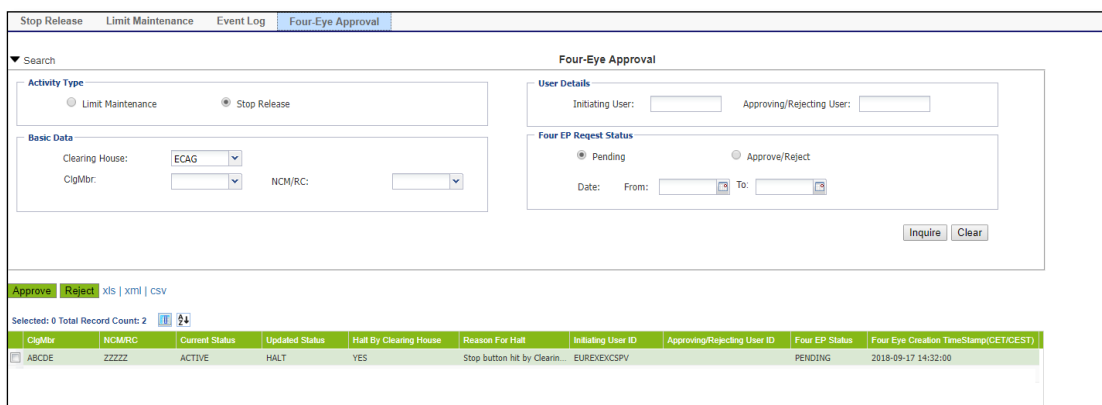 Stop Release Limit Maintenance Event Log Four-Eye Approval
Search Four-Eye Approval
Activity Type
Limit Maintenance Stop Release
User Details
Initiating User: Approving/Rejecting User:
Basic Data
Clearing House: ECAG
ClgMbr: NCM/RC:
Four EP Reqest Status
Pending Approve/Reject
Date: From: To:
Inquire Clear
Approve Reject xls | xml | csv
Selected: 0 Total Record Count: 2
ClgMbr NCM/RC Current Status Updated Status Halt By Clearing House Reason For Halt Initiating User ID Approving/Rejecting User ID Four EP Status Four Eye Creation TimeStamp(CET/CEST)
ABCDE ZZZZZ ACTIVE HALT YES Stop button hit by Clearin... EUREXEXCSPV PENDING 2018-09-17 14:32:00